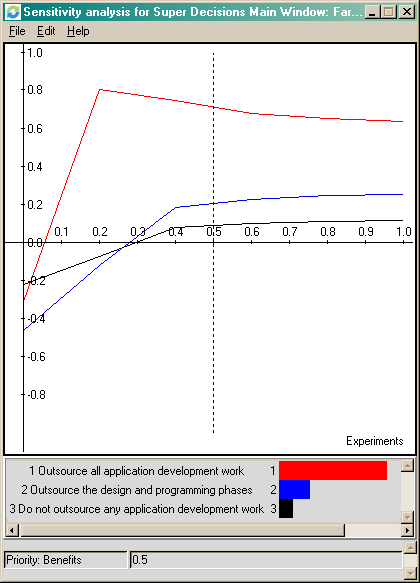 Sensitivity analysis for Super Decisions Main Window: Far...
File Edit Help
1.0
0.8
0.6
0.4
0.2
0.0 0.1 0.2 0.3 0.4 0.5 0.6 0.7 0.8 0.9 1.0
-0.2
-0.4
-0.6
-0.8
Experiments
1 Outsource all application development work 1
2 Outsource the design and programming phases 2
3 Do not outsource any application development work 3
Priority: Benefits 0.5